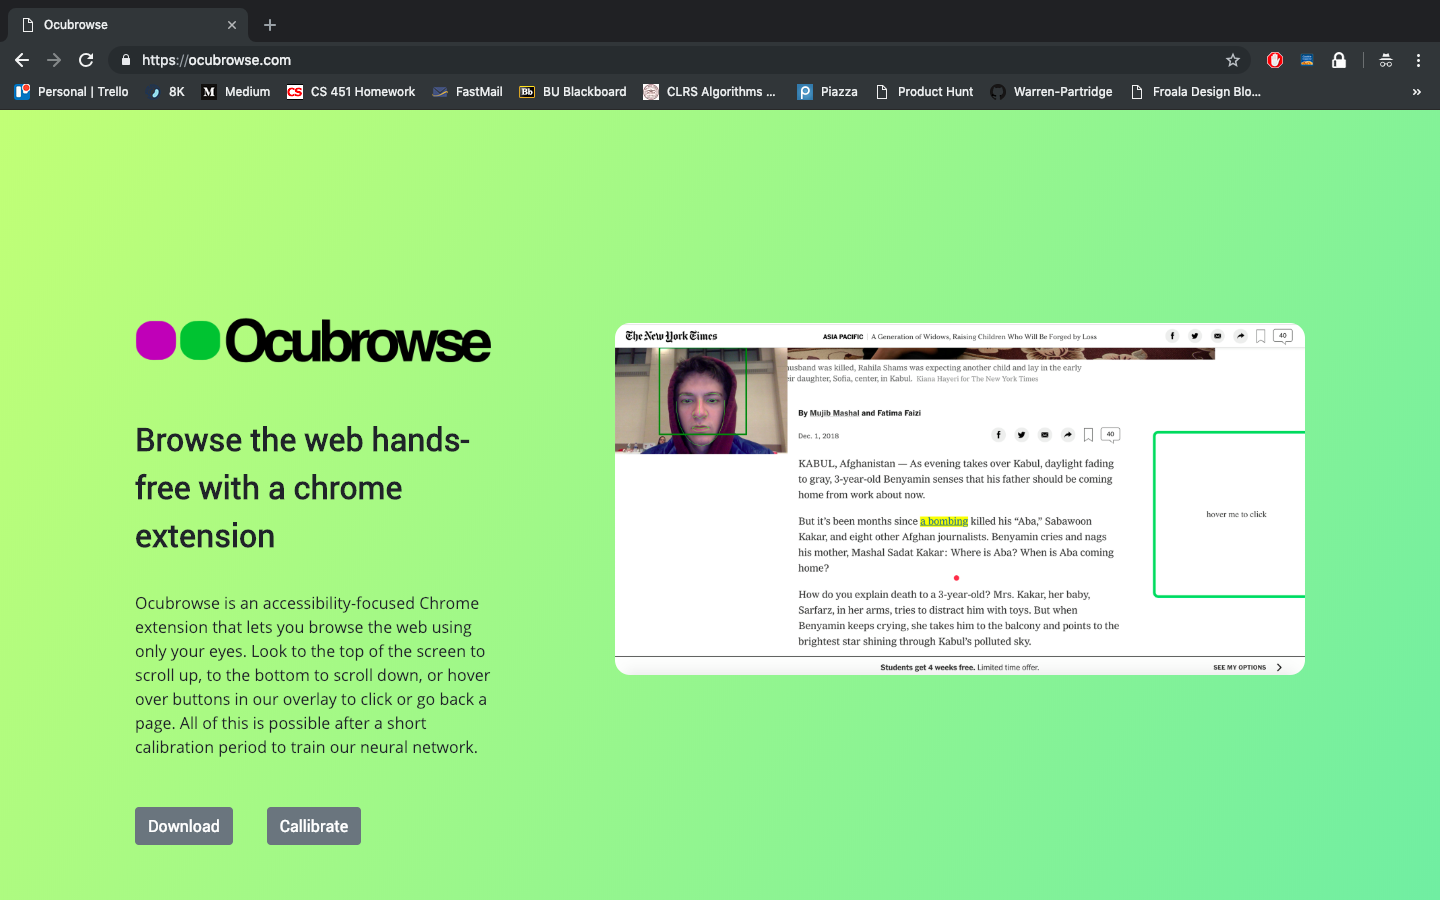 Ocubrowse
https://ocubrowse.com
Personal | Trello
8K
Medium
CS 451 Homework
FastMail
BU Blackboard
CLRS Algorithms ...
Piazza
Product Hunt
Warren-Partridge
Froala Design Blo...
»
Ocubrowse
Browse the web hands-
free with a chrome
extension
Ocubrowse is an accessibility-focused Chrome
extension that lets you browse the web using
only your eyes. Look to the top of the screen to
scroll up, to the bottom to scroll down, or hover
over buttons in our overlay to click or go back a
page. All of this is possible after a short
calibration period to train our neural network.
Download
Callibrate
The New York Times
ASIA PACIFIC | A Generation of Widows, Raising Children Who Will Be Forged by Loss
40
husband was killed, Rahila Shams was expecting another child and lay in the early
eir daughter, Sofia, center, in Kabul. Kiana Hayeri for The New York Times
By Mujib Mashal and Fatima Faizi
Dec. 1, 2018
40
KABUL, Afghanistan — As evening takes over Kabul, daylight fading
to gray, 3-year-old Benyamin senses that his father should be coming
home from work about now.
But it's been months since a bombing killed his “Aba,” Sabawoon
Kakar, and eight other Afghan journalists. Benyamin cries and nags
his mother, Mashal Sadat Kakar: Where is Aba? When is Aba coming
home?
How do you explain death to a 3-year-old? Mrs. Kakar, her baby,
Sarfarz, in her arms, tries to distract him with toys. But when
Benyamin keeps crying, she takes him to the balcony and points to the
brightest star shining through Kabul's polluted sky.
hover me to click
Students get 4 weeks free. Limited time offer.
SEE MY OPTIONS